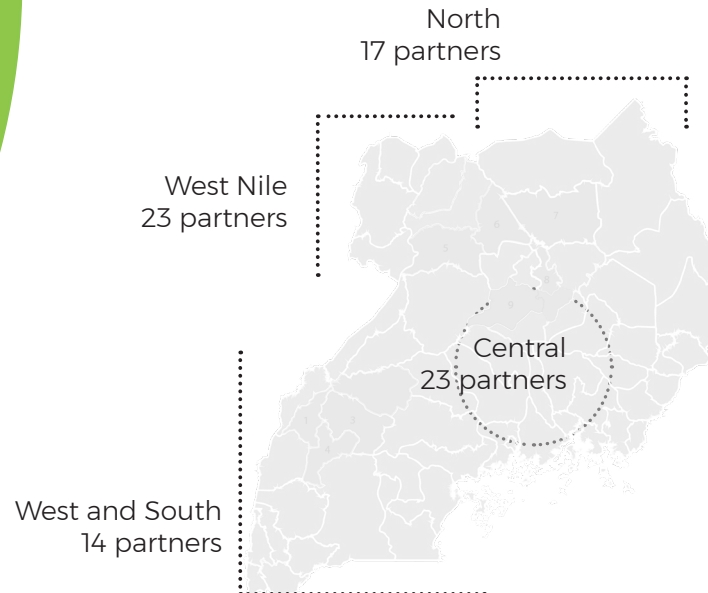 North
17 partners
West Nile
23 partners
Central
23 partners
West and South
14 partners